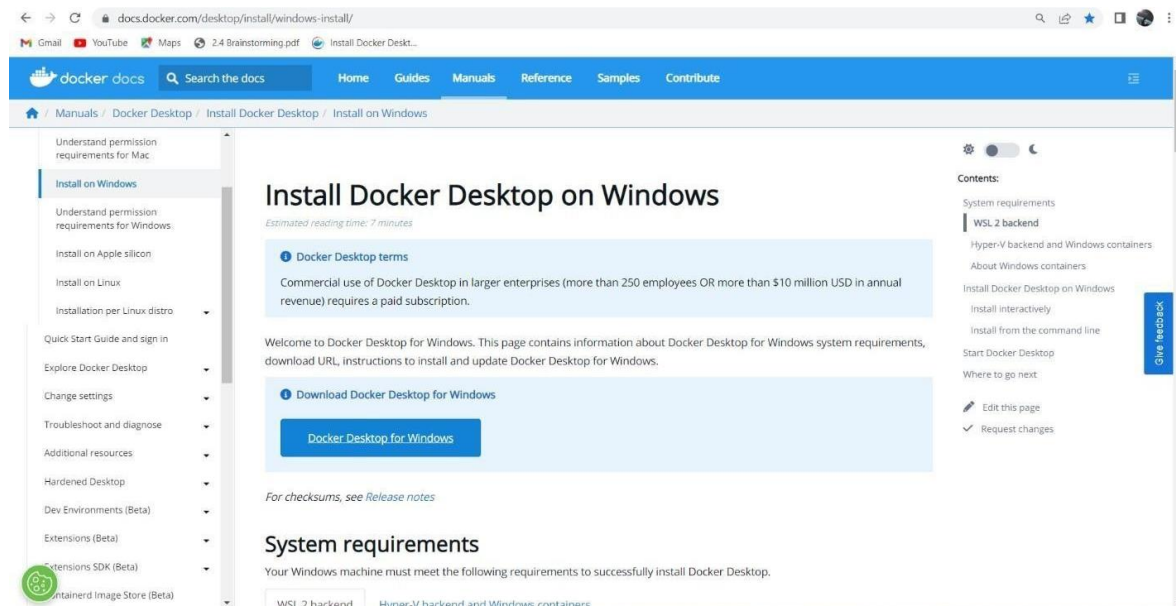 docs.docker.com/desktop/install/windows-install/
Gmail YouTube Maps 2.4 Brainstorming.pdf Install Docker Deskt...
docker docs Search the docs Home Guides Manuals Reference Samples Contribute
/ Manuals / Docker Desktop / Install Docker Desktop / Install on Windows
Understand permission
requirements for Mac
Install on Windows
Understand permission
requirements for Windows
Install on Apple silicon
Install on Linux
Installation per Linux distro
Quick Start Guide and sign in
Explore Docker Desktop
Change settings
Troubleshoot and diagnose
Additional resources
Hardened Desktop
Dev Environments (Beta)
Extensions (Beta)
Extensions SDK (Beta)
Containerd Image Store (Beta)
Install Docker Desktop on Windows
Estimated reading time: 7 minutes
Docker Desktop terms
Commercial use of Docker Desktop in larger enterprises (more than 250 employees OR more than $10 million USD in annual
revenue) requires a paid subscription.
Welcome to Docker Desktop for Windows. This page contains information about Docker Desktop for Windows system requirements,
download URL, instructions to install and update Docker Desktop for Windows.
Download Docker Desktop for Windows
Docker Desktop for Windows
For checksums, see Release notes
System requirements
Your Windows machine must meet the following requirements to successfully install Docker Desktop.
WSL 2 backend Hyper-V backend and Windows containers
Contents:
System requirements
WSL 2 backend
Hyper-V backend and Windows containers
About Windows containers
Install Docker Desktop on Windows
Install interactively
Install from the command line
Start Docker Desktop
Where to go next
Edit this page
Request changes
Give feedback